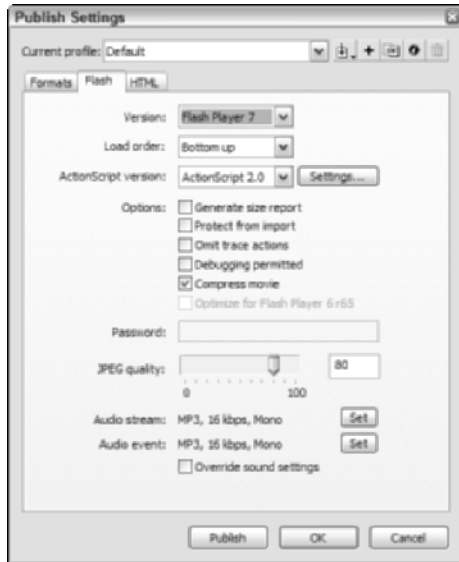 Publish Settings
Current profile: Default
Formats Flash HTML
Version: Flash Player 7
Load order: Bottom up
ActionScript version: ActionScript 2.0 Settings...
Options: Generate size report
Protect from import
Omit trace actions
Debugging permitted
Compress movie
Optimize for Flash Player 6 r65
Password:
JPEG quality: 80
0 100
Audio stream: MP3, 16 kbps, Mono Set
Audio event: MP3, 16 kbps, Mono Set
Override sound settings
Publish OK Cancel